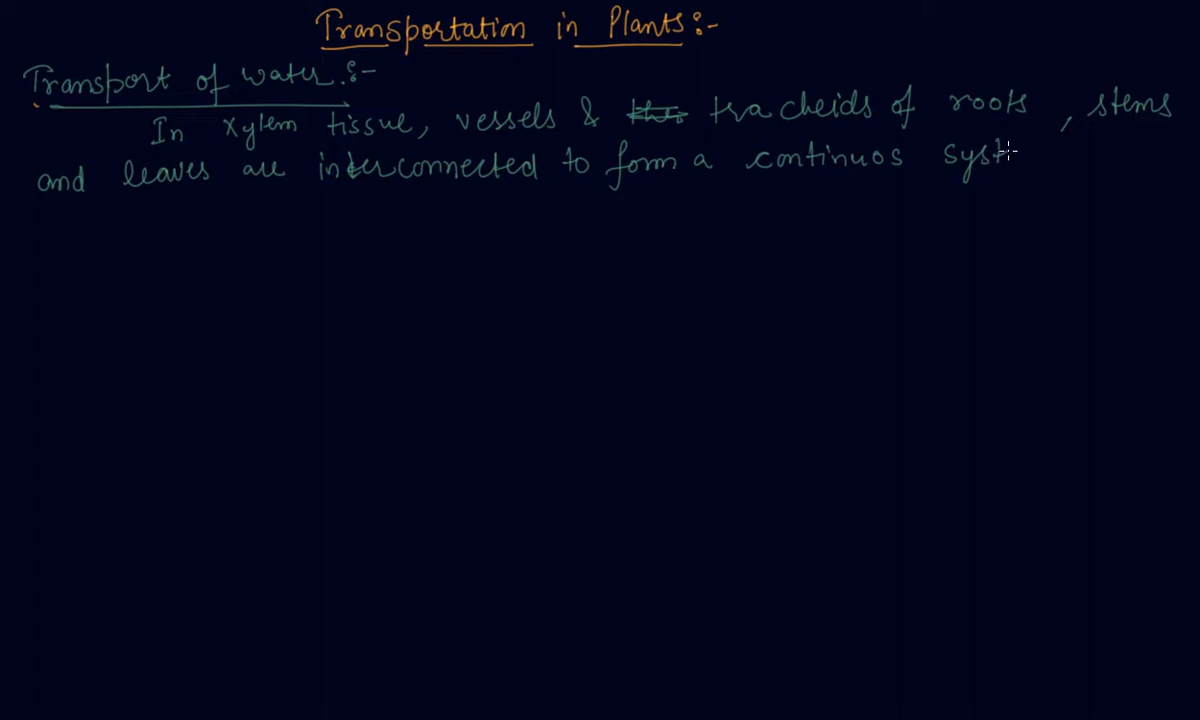 Transportation in Plants:-
Transport of water:-
In Xylem tissue, vessels & tracheids of roots, stems
and leaves are interconnected to form a continuos syst